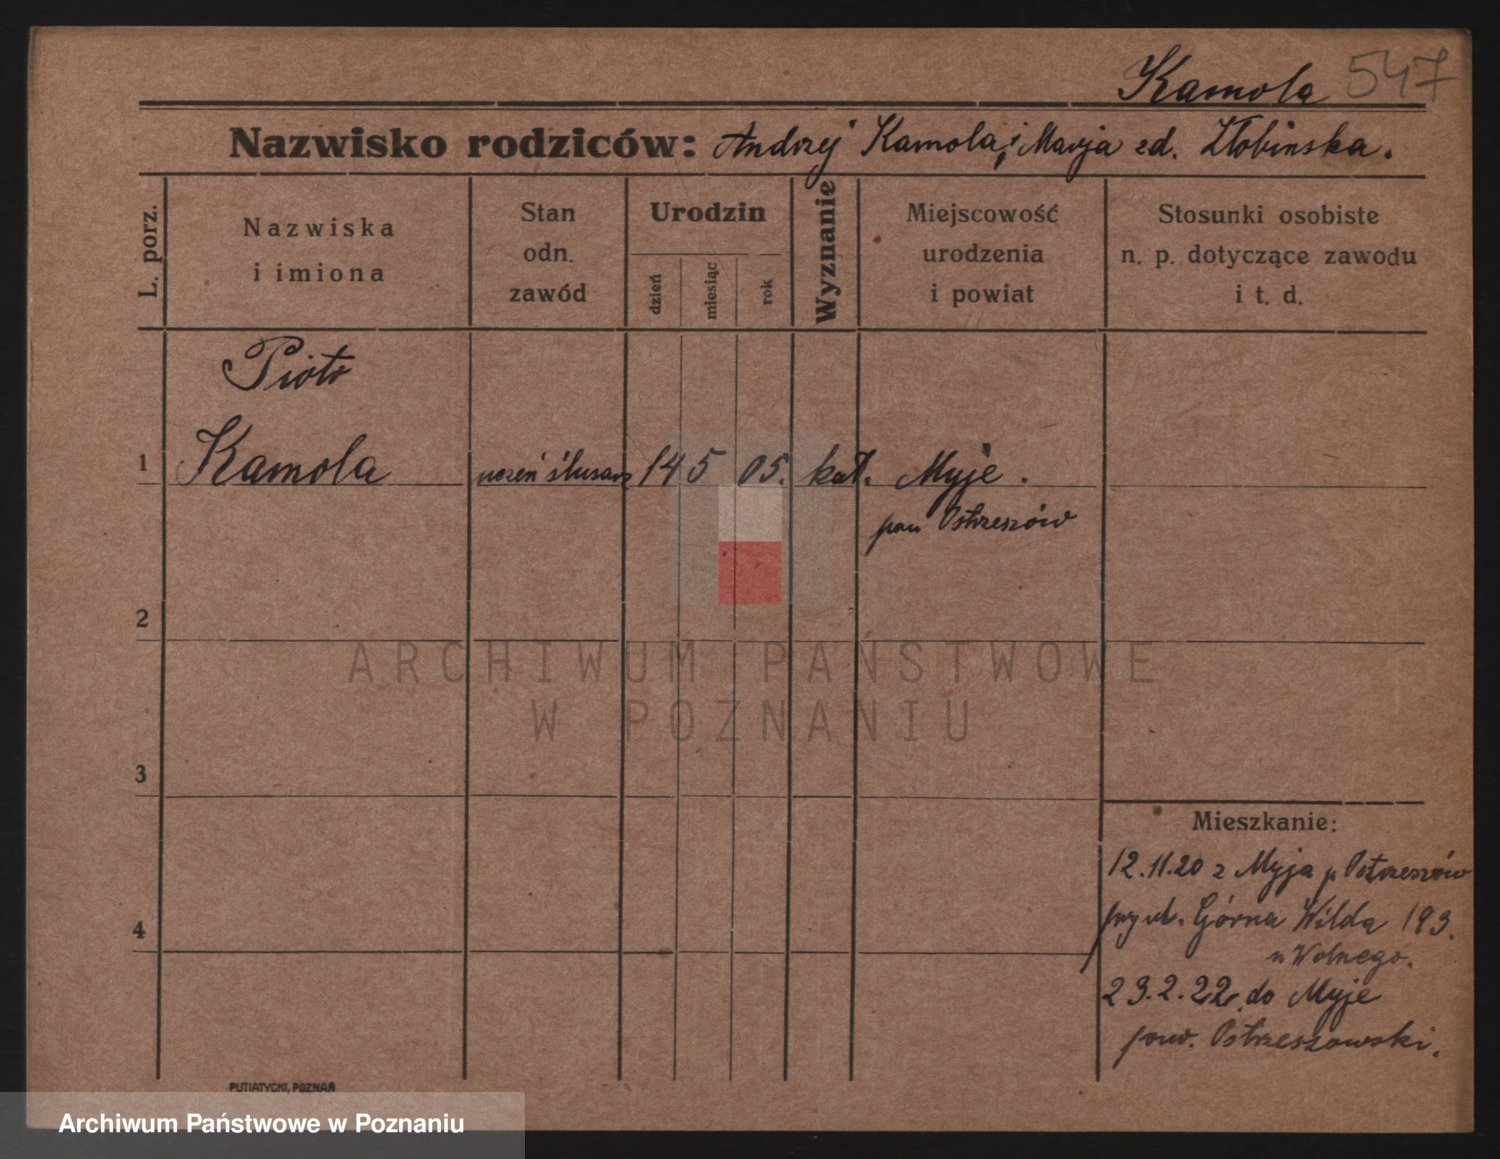 Kamola 547
Nazwisko rodziców: Andrzej Kamola i Marja zd. Złobinska.
L. porz.
Nazwiska
i imiona
Stan
odn.
zawód
Urodzin
dzień
miesiąc
rok
Wyznanie
Miejscowość
urodzenia
i powiat
Stosunki osobiste
n. p. dotyczące zawodu
i t. d.
Piotr
1 Kamola uczeń ślusarz 14 5 05. kat. Myje.
pow Ostrzeszów
2
ARCHIWUM PAŃSTWOWE
W POZNANIU
3
Mieszkanie:
12.11.20 z Myja p Ostrzeszów
przy ul. Górna Wilda 193.
4
u Wolnego.
23.2.22 do Myje
pow. Ostrzeszowski.
PUTIATYCKI, POZNAŃ
Archiwum Państwowe w Poznaniu